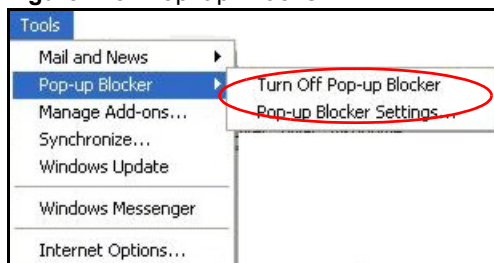 Tools
Mail and News
Pop-up Blocker
Turn Off Pop-up Blocker
Manage Add-ons...
Pop-up Blocker Settings...
Synchronize...
Windows Update
Windows Messenger
Internet Options...